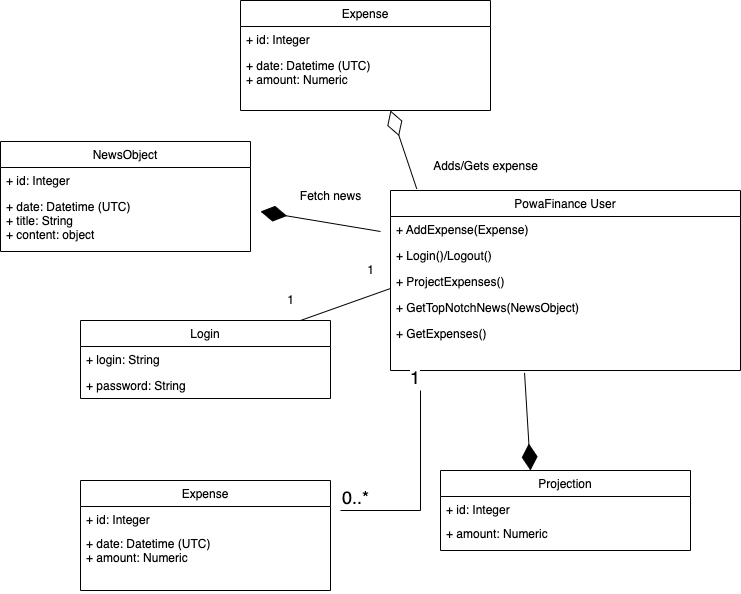 Expense
+ id: Integer
+ date: Datetime (UTC)
+ amount: Numeric
NewsObject
+ id: Integer
+ date: Datetime (UTC)
+ title: String
+ content: object
Fetch news
Adds/Gets expense
PowaFinance User
+ AddExpense(Expense)
+ Login()/Logout()
+ ProjectExpenses()
+ GetTopNotchNews(NewsObject)
+ GetExpenses()
1
1
Login
+ login: String
+ password: String
1
0..*
Expense
+ id: Integer
+ date: Datetime (UTC)
+ amount: Numeric
Projection
+ id: Integer
+ amount: Numeric